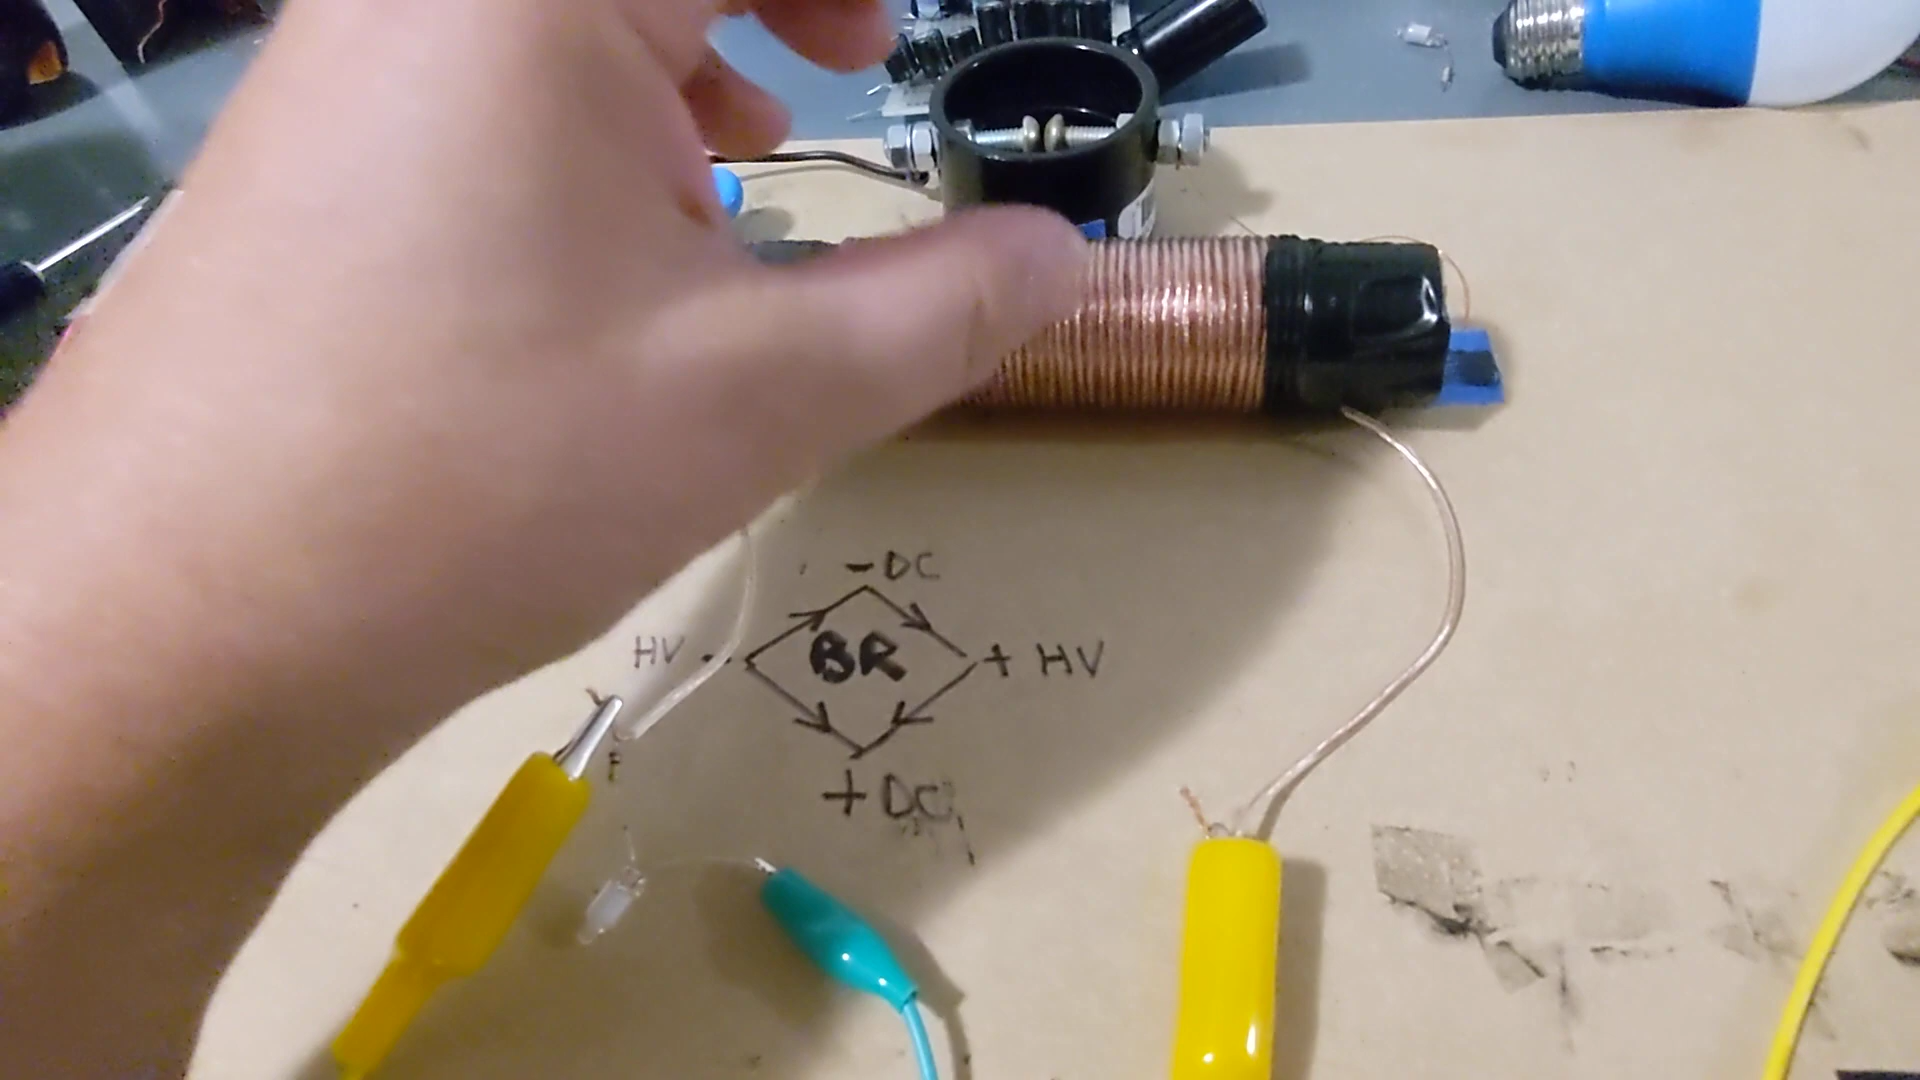 - DC
HV - BR + HV
+ DC